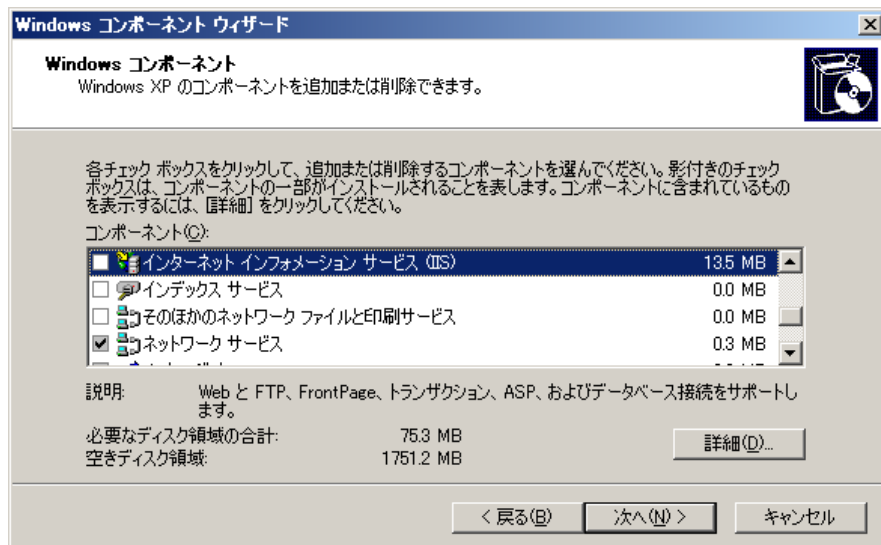 Windows コンポーネント ウィザード
Windows コンポーネント
Windows XP のコンポーネントを追加または削除できます。
各チェック ボックスをクリックして、追加または削除するコンポーネントを選んでください。影付きのチェック
ボックスは、コンポーネントの一部がインストールされることを表します。コンポーネントに含まれているもの
を表示するには、[詳細] をクリックしてください。
コンポーネント(C):
インターネット インフォメーション サービス (IIS) 13.5 MB
インデックス サービス 0.0 MB
そのほかのネットワーク ファイルと印刷サービス 0.0 MB
ネットワーク サービス 0.3 MB
説明: Web と FTP、FrontPage、トランザクション、ASP、およびデータベース接続をサポートし
ます。
必要なディスク領域の合計: 75.3 MB
空きディスク領域: 1751.2 MB
詳細(D)...
< 戻る(B) 次へ(N) > キャンセル